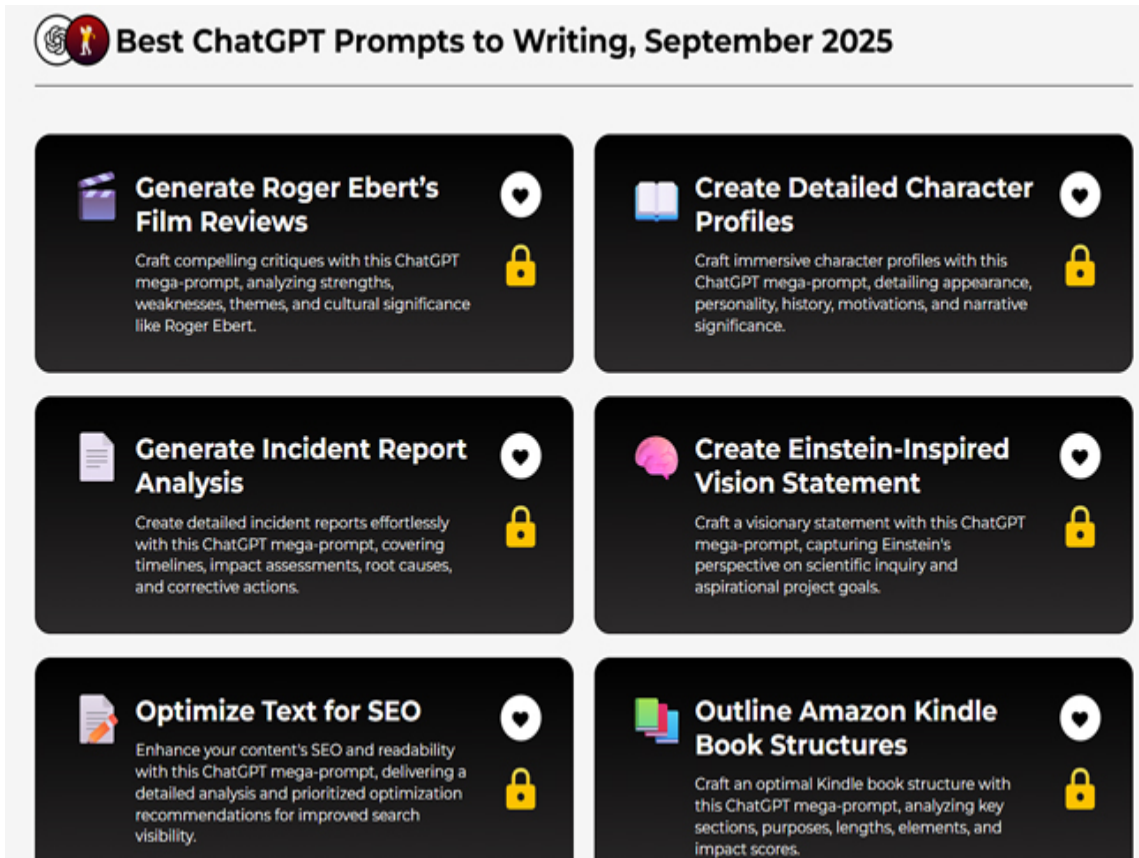 Best ChatGPT Prompts to Writing, September 2025
Generate Roger Ebert's
Film Reviews
Craft compelling critiques with this ChatGPT
mega-prompt, analyzing strengths,
weaknesses, themes, and cultural significance
like Roger Ebert.
Create Detailed Character
Profiles
Craft immersive character profiles with this
ChatGPT mega-prompt, detailing appearance,
personality, history, motivations, and narrative
significance.
Generate Incident Report
Analysis
Create detailed incident reports effortlessly
with this ChatGPT mega-prompt, covering
timelines, impact assessments, root causes,
and corrective actions.
Create Einstein-Inspired
Vision Statement
Craft a visionary statement with this ChatGPT
mega-prompt, capturing Einstein's
perspective on scientific inquiry and
aspirational project goals.
Optimize Text for SEO
Enhance your content's SEO and readability
with this ChatGPT mega-prompt, delivering a
detailed analysis and prioritized optimization
recommendations for improved search
visibility.
Outline Amazon Kindle
Book Structures
Craft an optimal Kindle book structure with
this ChatGPT mega-prompt, analyzing key
sections, purposes, lengths, elements, and
impact scores.